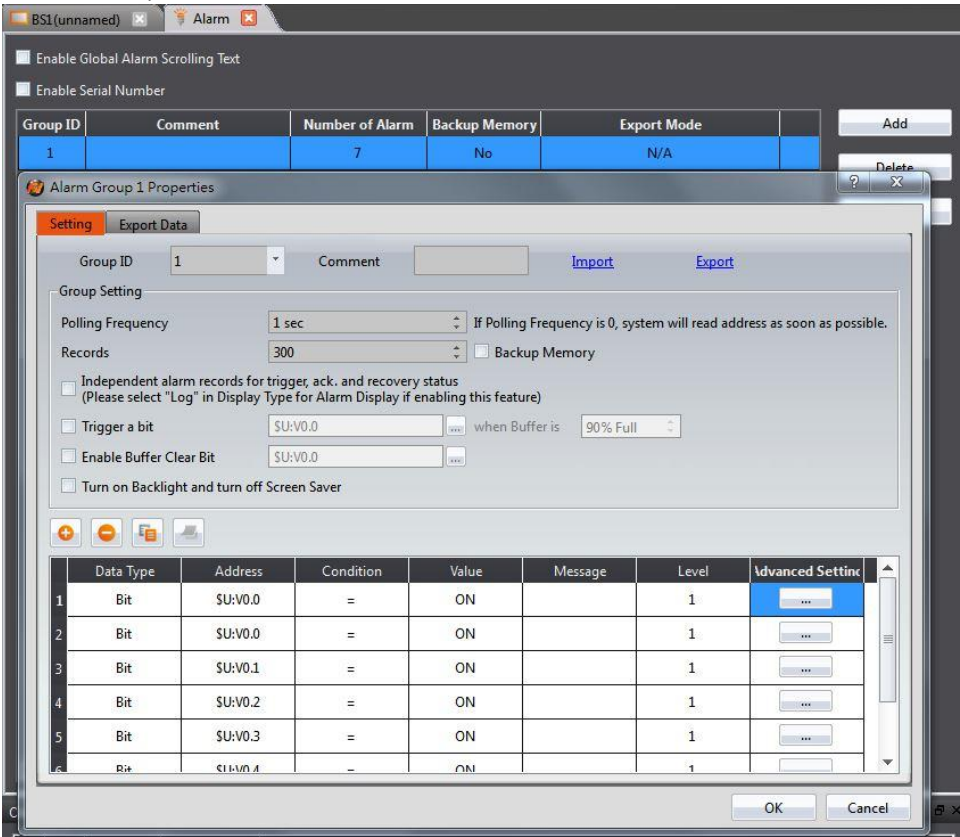 BS1(unnamed) Alarm
Enable Global Alarm Scrolling Text
Enable Serial Number
Group ID Comment Number of Alarm Backup Memory Export Mode Add
1 7 No N/A
Delete
Alarm Group 1 Properties
Setting Export Data
Group ID 1 Comment Import Export
Group Setting
Polling Frequency 1 sec If Polling Frequency is 0, system will read address as soon as possible.
Records 300 Backup Memory
Independent alarm records for trigger, ack. and recovery status
(Please select "Log" in Display Type for Alarm Display if enabling this feature)
Trigger a bit $U:V0.0 ... when Buffer is 90% Full
Enable Buffer Clear Bit $U:V0.0 ...
Turn on Backlight and turn off Screen Saver
Data Type Address Condition Value Message Level Advanced Setting
1 Bit $U:V0.0 = ON 1 ...
2 Bit $U:V0.0 = ON 1 ...
3 Bit $U:V0.1 = ON 1 ...
4 Bit $U:V0.2 = ON 1 ...
5 Bit $U:V0.3 = ON 1 ...
6 Bit $U:V0.4 = ON 1
OK Cancel